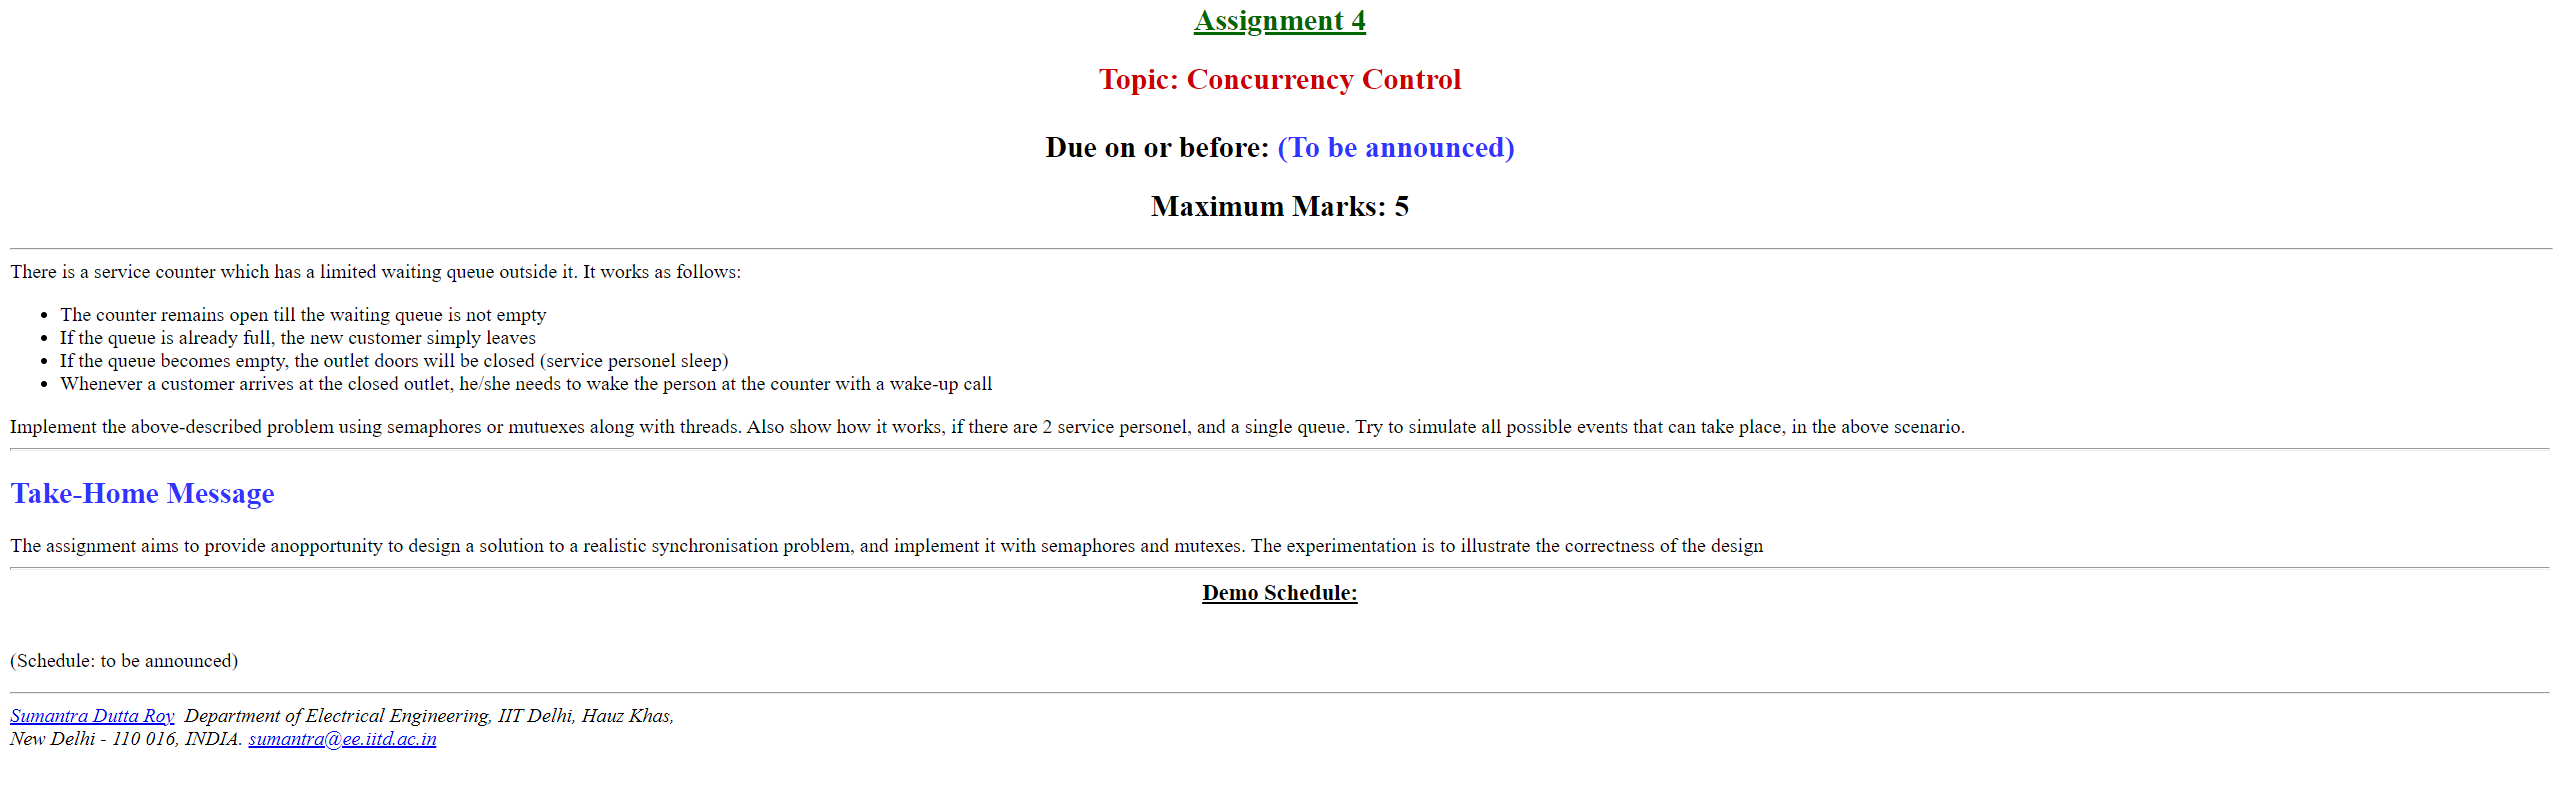 Assignment 4
Topic: Concurrency Control
Due on or before: (To be announced)
Maximum Marks: 5
There is a service counter which has a limited waiting queue outside it. It works as follows:
• The counter remains open till the waiting queue is not empty
• If the queue is already full, the new customer simply leaves
• If the queue becomes empty, the outlet doors will be closed (service personel sleep)
• Whenever a customer arrives at the closed outlet, he/she needs to wake the person at the counter with a wake-up call
Implement the above-described problem using semaphores or mutuexes along with threads. Also show how it works, if there are 2 service personel, and a single queue. Try to simulate all possible events that can take place, in the above scenario.
Take-Home Message
The assignment aims to provide anopportunity to design a solution to a realistic synchronisation problem, and implement it with semaphores and mutexes. The experimentation is to illustrate the correctness of the design
Demo Schedule:
(Schedule: to be announced)
Sumantra Dutta Roy Department of Electrical Engineering, IIT Delhi, Hauz Khas,
New Delhi - 110 016, INDIA. sumantra@ee.iitd.ac.in